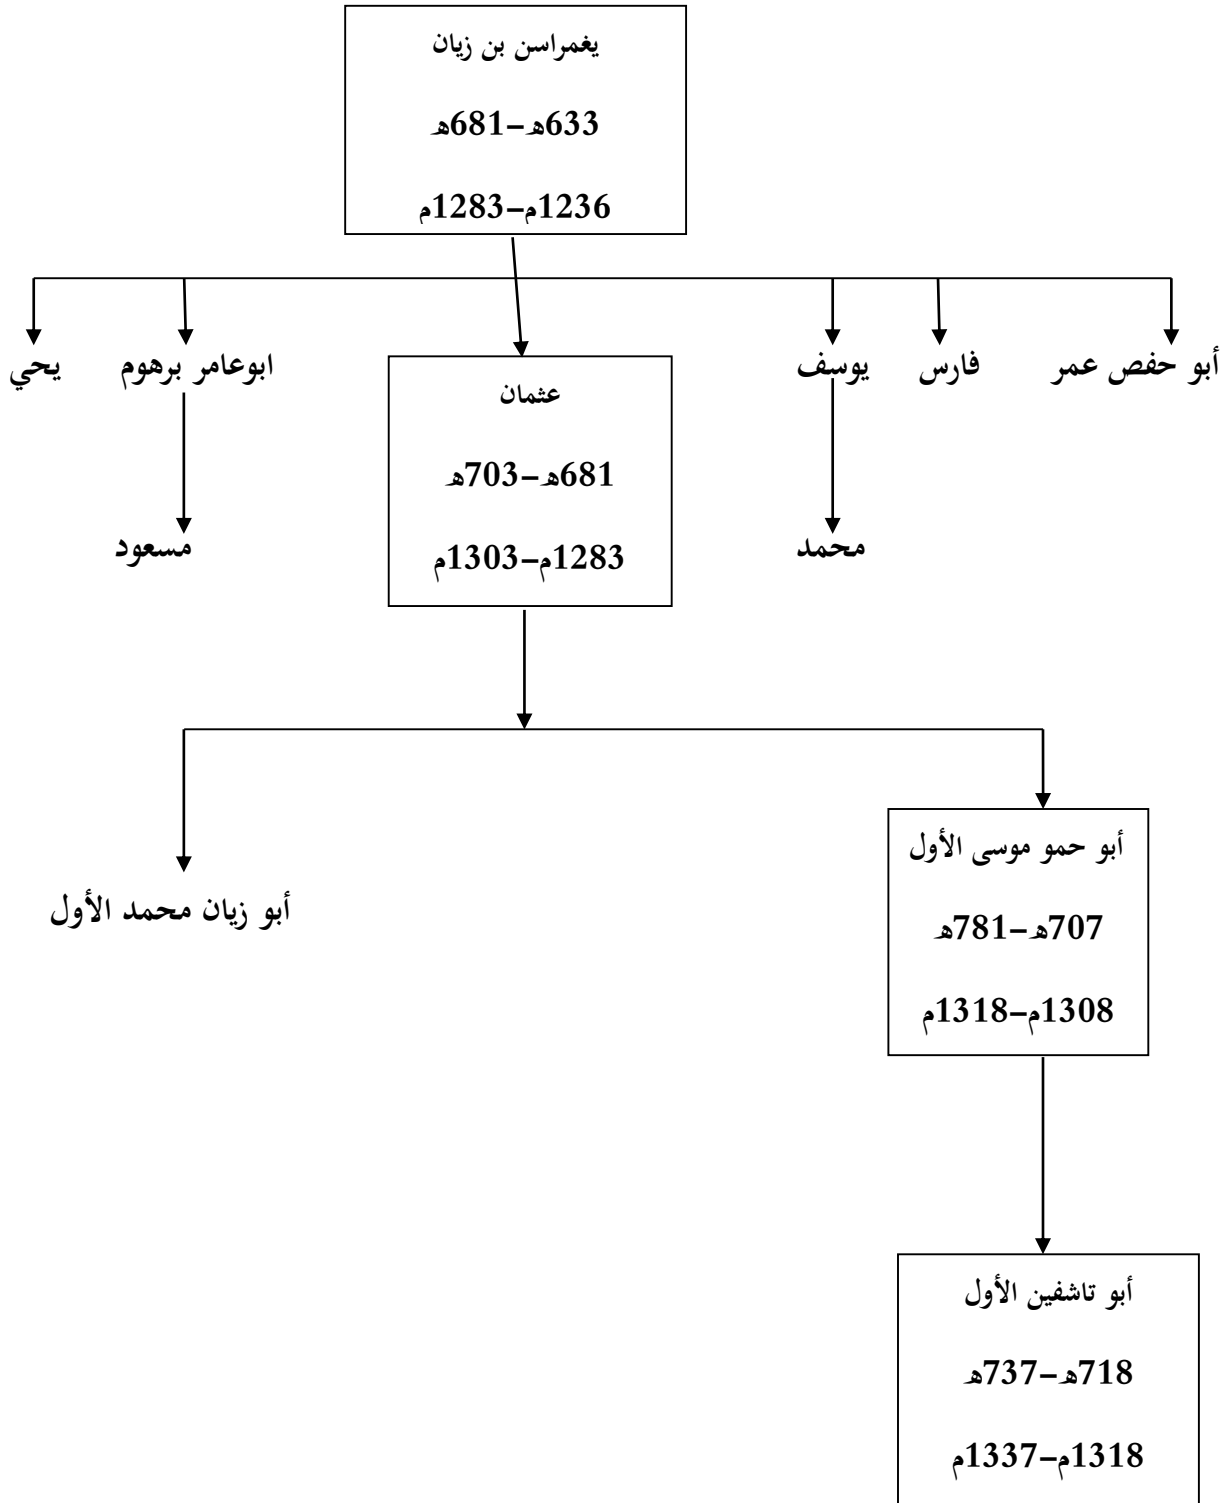 يغمراسن بن زيان
633هـ–681هـ
1236م–1283م
أبو حفص عمر
فارس
يوسف
ابوعامر برهوم
يحي
عثمان
681هـ–703هـ
1283م–1303م
محمد
مسعود
أبو حمو موسى الأول
707هـ–781هـ
1308م–1318م
أبو زيان محمد الأول
أبو تاشفين الأول
718هـ–737هـ
1318م–1337م